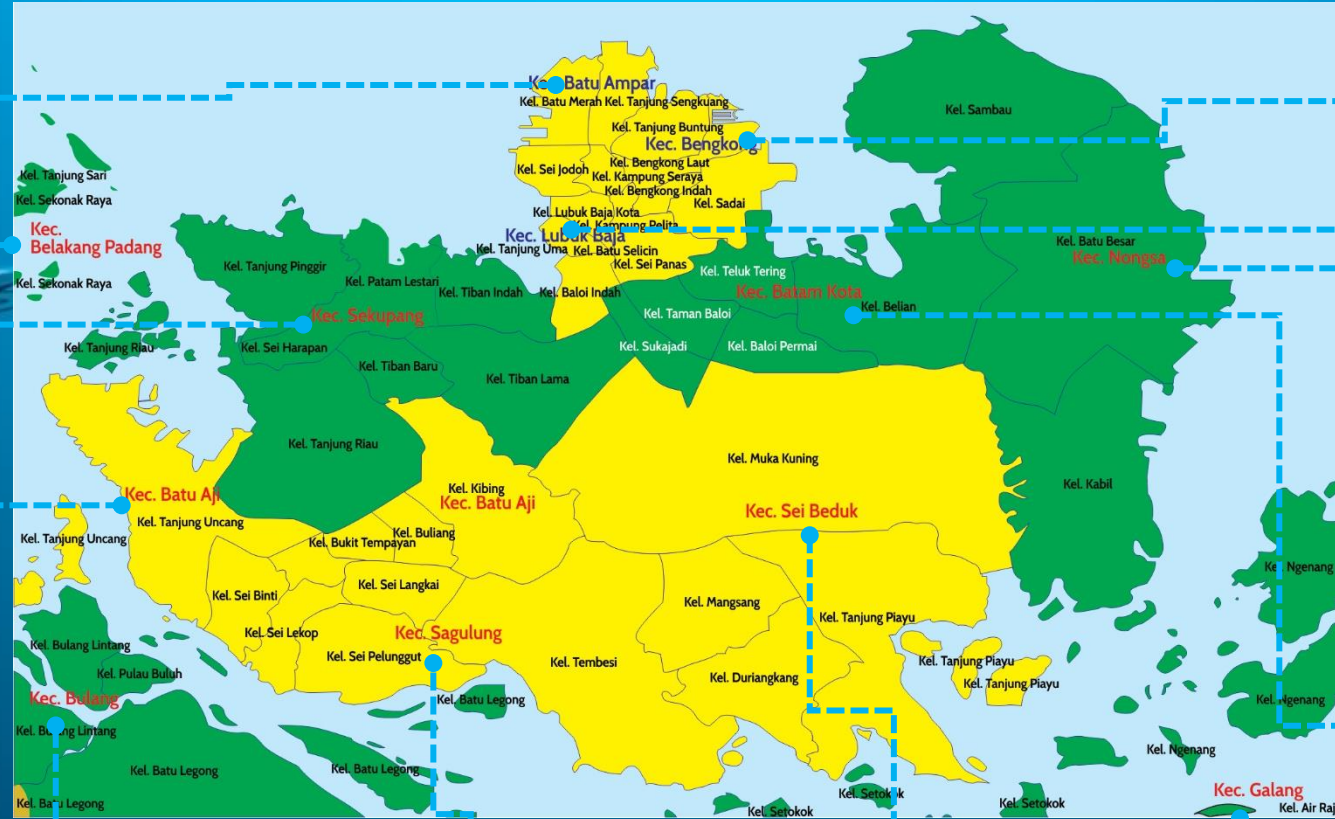 Kec. Batu Ampar
Kel. Batu Merah
Kel. Tanjung Sengkuang
Kel. Sambau
Kel. Tanjung Buntung
Kec. Bengkong
Kel. Sei Jodoh
Kel. Bengkong Laut
Kel. Kampung Seraya
Kel. Bengkong Indah
Kel. Sadai
Kel. Tanjung Sari
Kel. Sekonak Raya
Kec.
Belakang Padang
Kel. Sekonak Raya
Kel. Lubuk Baja Kota
Kel. Kampung Pelita
Kec. Lubuk Baja
Kel. Tanjung Uma
Kel. Batu Selicin
Kel. Sei Panas
Kel. Batu Besar
Kec. Nongsa
Kel. Tanjung Pinggir
Kel. Patam Lestari
Kel. Tiban Indah
Kel. Baloi Indah
Kel. Teluk Tering
Kec. Batam Kota
Kel. Belian
Kec. Sekupang
Kel. Taman Baloi
Kel. Tanjung Riau
Kel. Sei Harapan
Kel. Sukajadi
Kel. Baloi Permai
Kel. Tiban Baru
Kel. Tiban Lama
Kel. Tanjung Riau
Kel. Muka Kuning
Kel. Kabil
Kec. Batu Aji
Kel. Kibing
Kec. Batu Aji
Kec. Sei Beduk
Kel. Tanjung Uncang
Kel. Tanjung Uncang
Kel. Buliang
Kel. Bukit Tempayan
Kel. Ngenang
Kel. Sei Langkai
Kel. Sei Binti
Kel. Mangsang
Kel. Tanjung Piayu
Kel. Sei Lekop
Kec. Sagulung
Kel. Bulang Lintang
Kel. Sei Pelunggut
Kel. Tembesi
Kel. Tanjung Piayu
Kel. Pulau Buluh
Kel. Duriangkang
Kel. Tanjung Piayu
Kec. Bulang
Kel. Batu Legong
Kel. Ngenang
Kel. Bulang Lintang
Kel. Ngenang
Kel. Batu Legong
Kel. Batu Legong
Kel. Setokok
Kec. Galang
Kel. Batu Legong
Kel. Setokok
Kel. Setokok
Kel. Air Raj